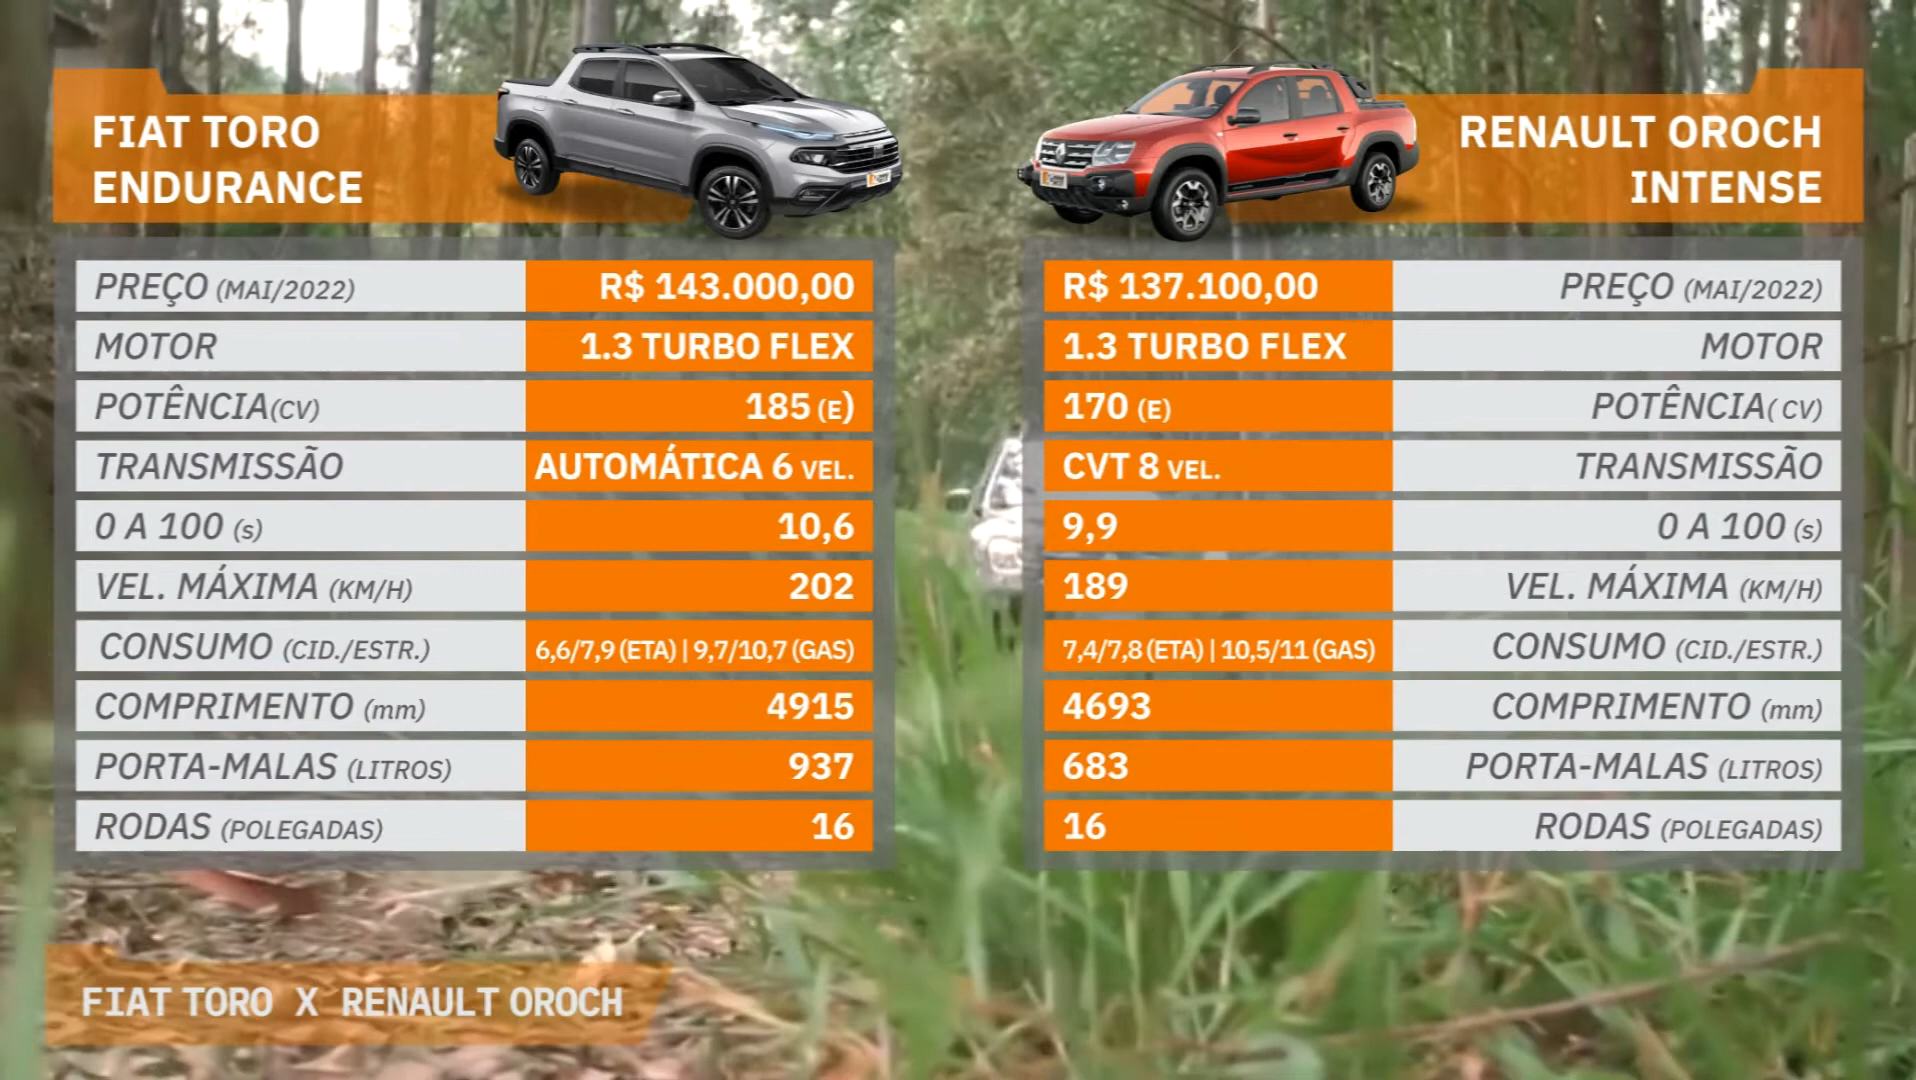 FIAT TORO
ENDURANCE
PREÇO (MAI/2022) R$ 143.000,00
MOTOR 1.3 TURBO FLEX
POTÊNCIA(CV) 185 (E)
TRANSMISSÃO AUTOMÁTICA 6 VEL.
0 A 100 (s) 10,6
VEL. MÁXIMA (KM/H) 202
CONSUMO (CID./ESTR.) 6,6/7,9 (ETA) | 9,7/10,7 (GAS)
COMPRIMENTO (mm) 4915
PORTA-MALAS (LITROS) 937
RODAS (POLEGADAS) 16
RENAULT OROCH
INTENSE
R$ 137.100,00 PREÇO (MAI/2022)
1.3 TURBO FLEX MOTOR
170 (E) POTÊNCIA( CV)
CVT 8 VEL. TRANSMISSÃO
9,9 0 A 100 (s)
189 VEL. MÁXIMA (KM/H)
7,4/7,8 (ETA) | 10,5/11 (GAS) CONSUMO (CID./ESTR.)
4693 COMPRIMENTO (mm)
683 PORTA-MALAS (LITROS)
16 RODAS (POLEGADAS)
FIAT TORO X RENAULT OROCH